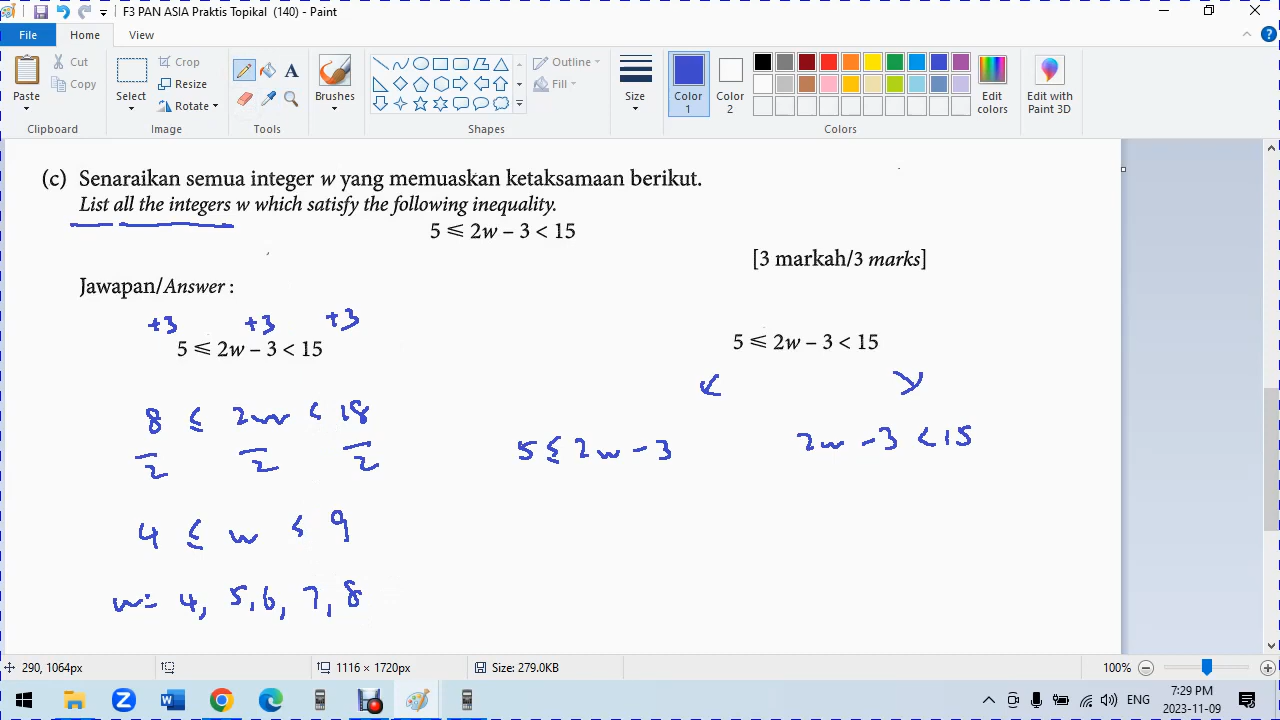 F3 PAN ASIA Praktis Topikal (140) - Paint
File Home View
Paste
Cut
Copy
Clipboard
Select
Crop
Resize
Rotate
Image
A
Tools
Brushes
Outline
Fill
Shapes
Size
Color 1
Color 2
Edit colors
Edit with Paint 3D
Colors
(c) Senaraikan semua integer w yang memuaskan ketaksamaan berikut.
List all the integers w which satisfy the following inequality.
5 ⩽ 2w – 3 < 15
[3 markah/3 marks]
Jawapan/Answer :
+3 +3 +3
5 ⩽ 2w – 3 < 15
8 ≤ 2w < 18
2 2 2
4 ≤ w < 9
w = 4, 5, 6, 7, 8
5 ⩽ 2w – 3 < 15
5 ≤ 2w - 3
2w - 3 < 15
290, 1064px
1116 × 1720px
Size: 279.0KB
100%
ENG
7:29 PM
2023-11-09